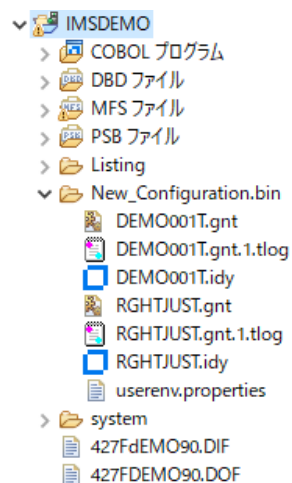 IMSDEMO
COBOL プログラム
DBD ファイル
MFS ファイル
PSB ファイル
Listing
New_Configuration.bin
DEMO001T.gnt
DEMO001T.gnt.1.tlog
DEMO001T.idy
RGHTJUST.gnt
RGHTJUST.gnt.1.tlog
RGHTJUST.idy
userenv.properties
system
427FdEMO90.DIF
427FDEMO90.DOF